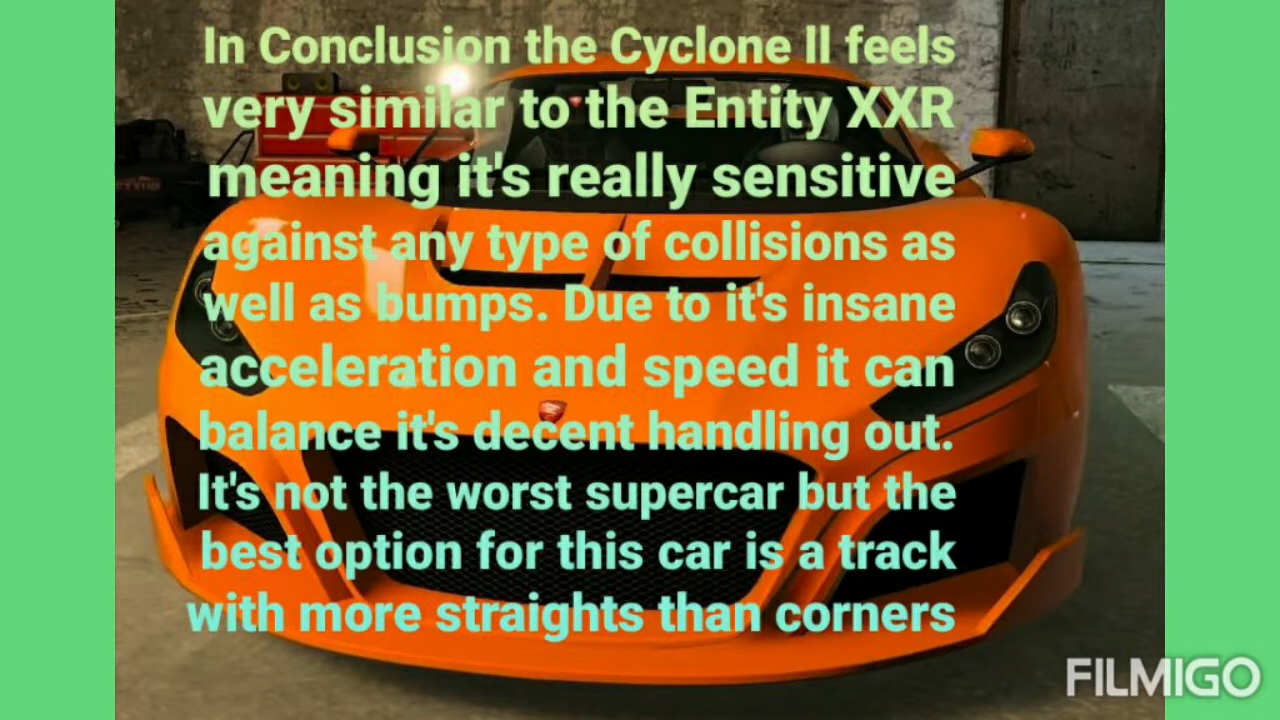 In Conclusion the Cyclone II feels
very similar to the Entity XXR
meaning it's really sensitive
against any type of collisions as
well as bumps. Due to it's insane
acceleration and speed it can
balance it's decent handling out.
It's not the worst supercar but the
best option for this car is a track
with more straights than corners
FILMIGO